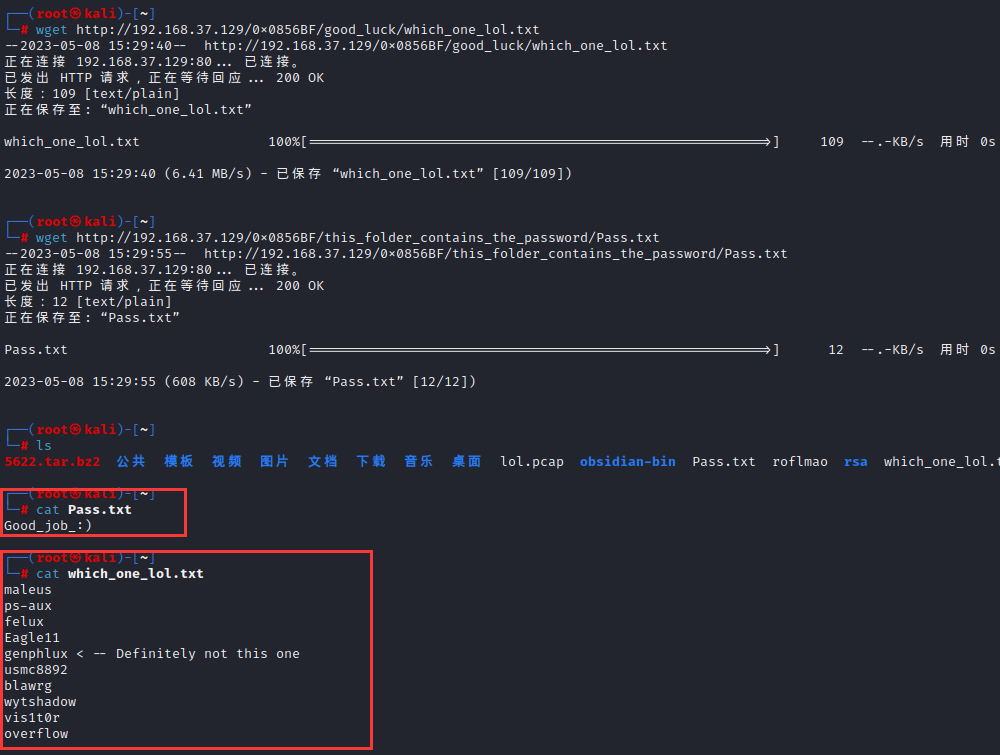 ┌──(root㉿kali)-[~]
└─# wget http://192.168.37.129/0×0856BF/good_luck/which_one_lol.txt
--2023-05-08 15:29:40-- http://192.168.37.129/0×0856BF/good_luck/which_one_lol.txt
正在连接 192.168.37.129:80... 已连接。
已发出 HTTP 请求，正在等待回应... 200 OK
长度：109 [text/plain]
正在保存至: “which_one_lol.txt”
which_one_lol.txt 100%[===================================================>] 109 --.-KB/s 用时 0s
2023-05-08 15:29:40 (6.41 MB/s) - 已保存 “which_one_lol.txt” [109/109])
┌──(root㉿kali)-[~]
└─# wget http://192.168.37.129/0×0856BF/this_folder_contains_the_password/Pass.txt
--2023-05-08 15:29:55-- http://192.168.37.129/0×0856BF/this_folder_contains_the_password/Pass.txt
正在连接 192.168.37.129:80... 已连接。
已发出 HTTP 请求，正在等待回应... 200 OK
长度：12 [text/plain]
正在保存至: “Pass.txt”
Pass.txt 100%[===================================================>] 12 --.-KB/s 用时 0s
2023-05-08 15:29:55 (608 KB/s) - 已保存 “Pass.txt” [12/12])
┌──(root㉿kali)-[~]
└─# ls
5622.tar.bz2 公共 模板 视频 图片 文档 下载 音乐 桌面 lol.pcap obsidian-bin Pass.txt roflmao rsa which_one_lol.t
┌──(root㉿kali)-[~]
└─# cat Pass.txt
Good_job_:)
┌──(root㉿kali)-[~]
└─# cat which_one_lol.txt
maleus
ps-aux
felux
Eagle11
genphlux < -- Definitely not this one
usmc8892
blawrg
wytshadow
vis1t0r
overflow